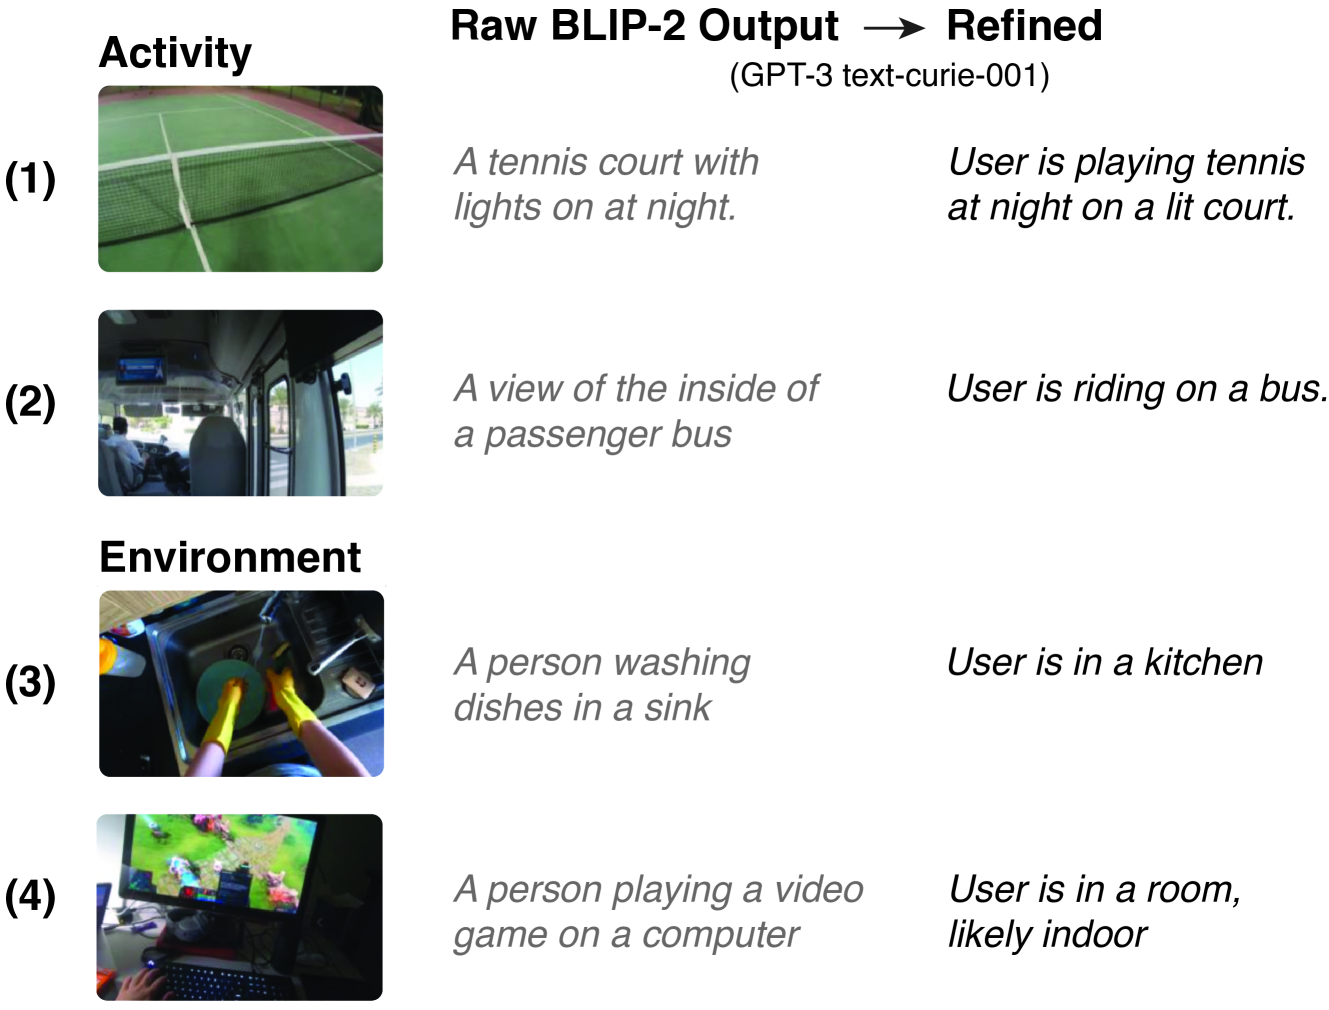 Raw BLIP-2 Output → Refined
(GPT-3 text-curie-001)
Activity
(1)
A tennis court with
lights on at night.
User is playing tennis
at night on a lit court.
(2)
A view of the inside of
a passenger bus
User is riding on a bus.
Environment
(3)
A person washing
dishes in a sink
User is in a kitchen
(4)
A person playing a video
game on a computer
User is in a room,
likely indoor